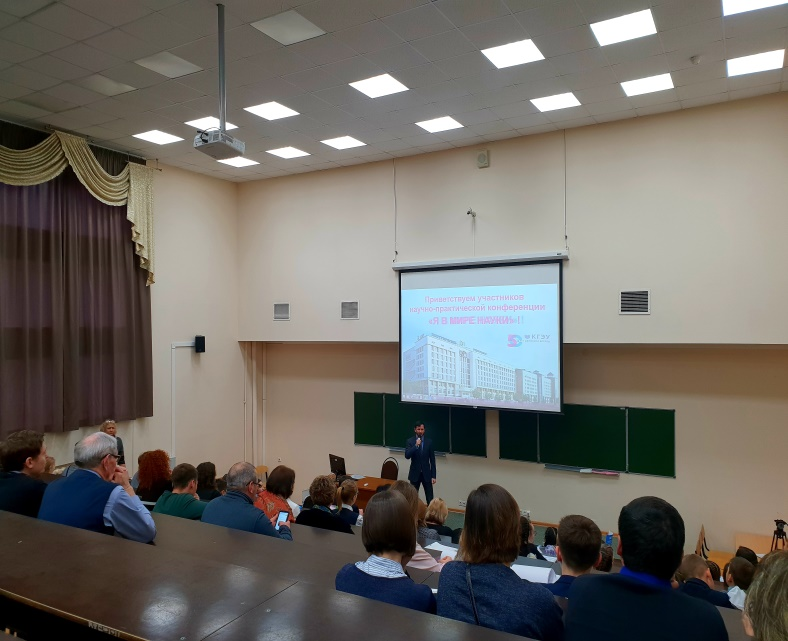 Приветствуем участников
научно-практической конференции
«Я В МИРЕ НАУКИ»!!